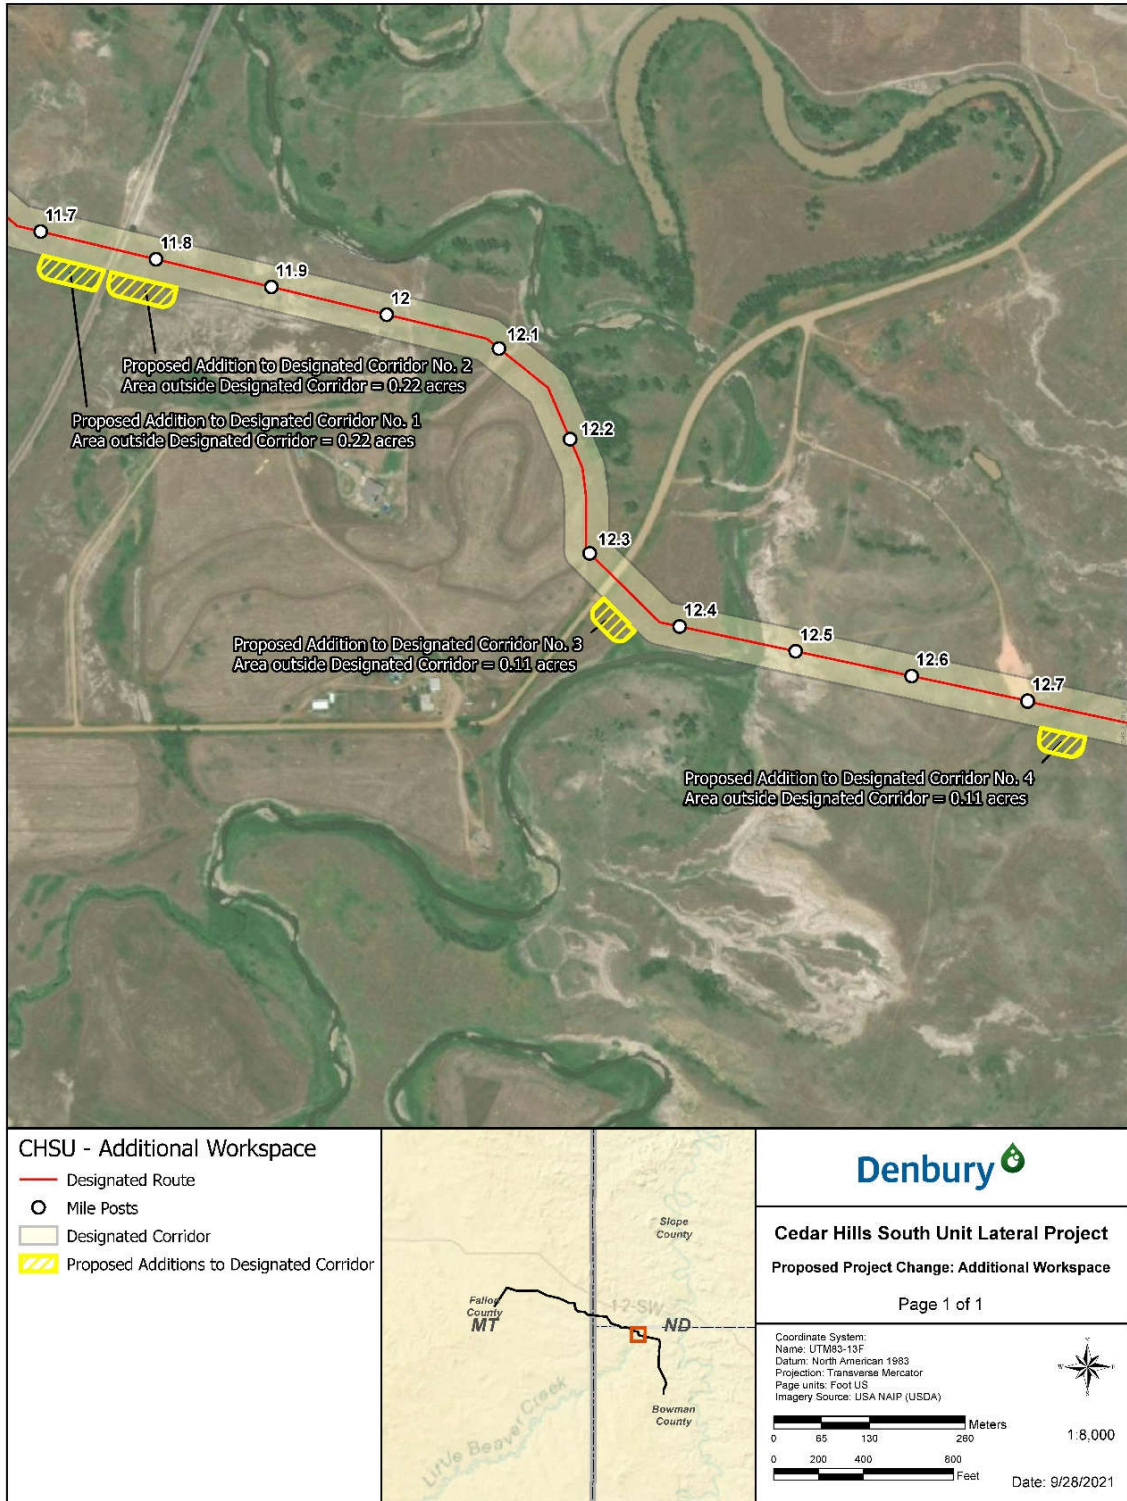 11.7
11.8
11.9
12
12.1
12.2
12.3
12.4
12.5
12.6
12.7
Proposed Addition to Designated Corridor No. 2
Area outside Designated Corridor = 0.22 acres
Proposed Addition to Designated Corridor No. 1
Area outside Designated Corridor = 0.22 acres
Proposed Addition to Designated Corridor No. 3
Area outside Designated Corridor = 0.11 acres
Proposed Addition to Designated Corridor No. 4
Area outside Designated Corridor = 0.11 acres
CHSU - Additional Workspace
Designated Route
Mile Posts
Designated Corridor
Proposed Additions to Designated Corridor
Slope
County
Fallon
County
MT
12-SW
ND
Bowman
County
Little Beaver Creek
Denbury
Cedar Hills South Unit Lateral Project
Proposed Project Change: Additional Workspace
Page 1 of 1
Coordinate System:
Name: UTM83-13F
Datum: North American 1983
Projection: Transverse Mercator
Page units: Foot US
Imagery Source: USA NAIP (USDA)
N
W
E
S
Meters
0 65 130 260
1:8,000
0 200 400 800
Feet
Date: 9/28/2021